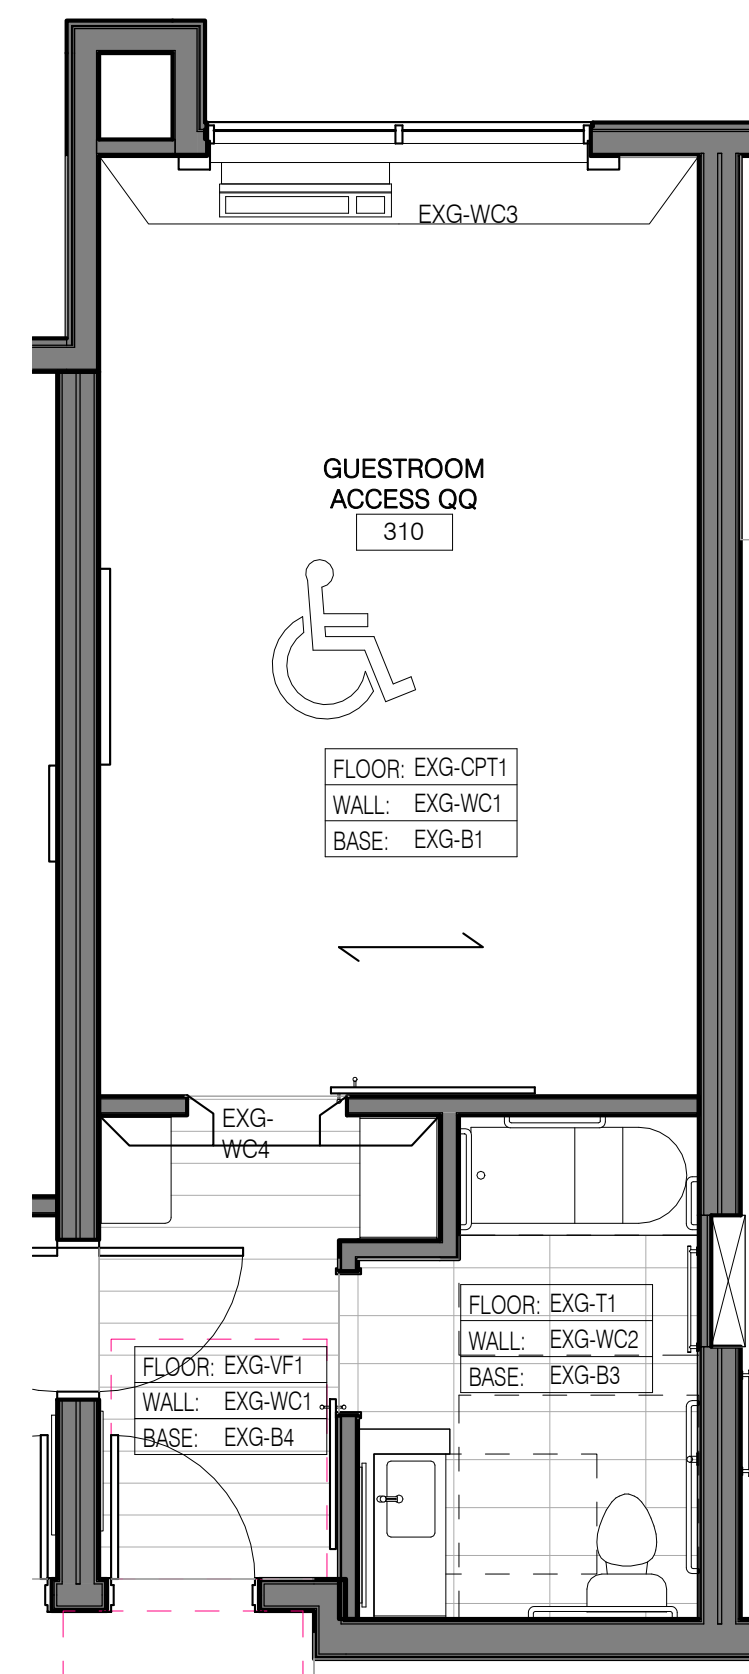 EXG-WC3
GUESTROOM
ACCESS QQ
310
FLOOR: EXG-CPT1
WALL: EXG-WC1
BASE: EXG-B1
EXG-
WC4
FLOOR: EXG-T1
WALL: EXG-WC2
BASE: EXG-B3
FLOOR: EXG-VF1
WALL: EXG-WC1
BASE: EXG-B4